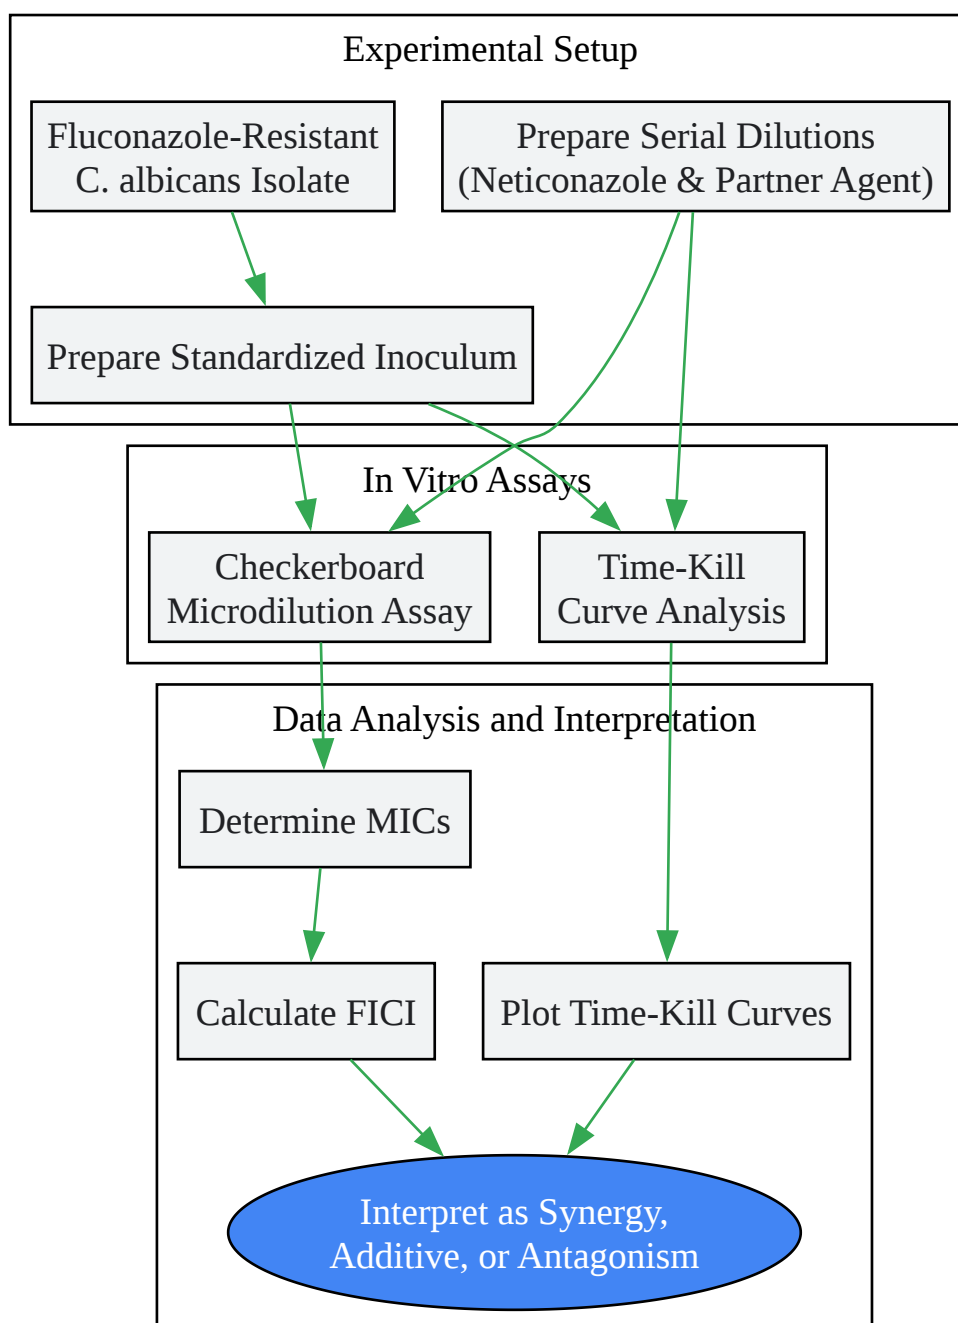 Experimental Setup
Fluconazole-Resistant
C. albicans Isolate
Prepare Serial Dilutions
(Neticonazole & Partner Agent)
Prepare Standardized Inoculum
In Vitro Assays
Checkerboard
Microdilution Assay
Time-Kill
Curve Analysis
Data Analysis and Interpretation
Determine MICs
Calculate FICI
Plot Time-Kill Curves
Interpret as Synergy,
Additive, or Antagonism